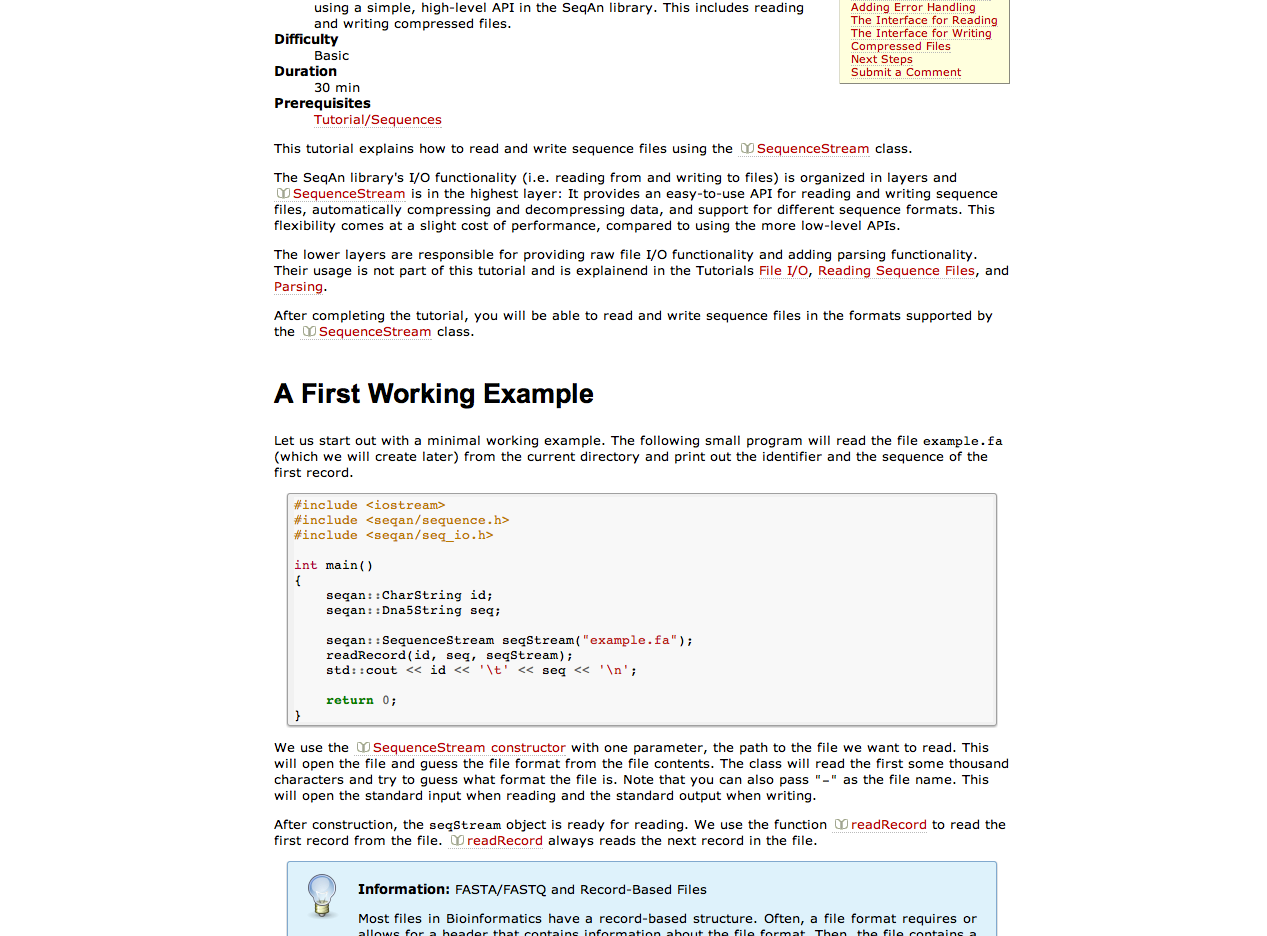 using a simple, high-level API in the SeqAn library. This includes reading
and writing compressed files.
Difficulty
Basic
Duration
30 min
Prerequisites
Tutorial/Sequences
Adding Error Handling
The Interface for Reading
The Interface for Writing
Compressed Files
Next Steps
Submit a Comment
This tutorial explains how to read and write sequence files using the SequenceStream class.
The SeqAn library's I/O functionality (i.e. reading from and writing to files) is organized in layers and
SequenceStream is in the highest layer: It provides an easy-to-use API for reading and writing sequence
files, automatically compressing and decompressing data, and support for different sequence formats. This
flexibility comes at a slight cost of performance, compared to using the more low-level APIs.
The lower layers are responsible for providing raw file I/O functionality and adding parsing functionality.
Their usage is not part of this tutorial and is explainend in the Tutorials File I/O, Reading Sequence Files, and
Parsing.
After completing the tutorial, you will be able to read and write sequence files in the formats supported by
the SequenceStream class.
A First Working Example
Let us start out with a minimal working example. The following small program will read the file example.fa
(which we will create later) from the current directory and print out the identifier and the sequence of the
first record.
#include <iostream>
#include <seqan/sequence.h>
#include <seqan/seq_io.h>
int main()
{
    seqan::CharString id;
    seqan::Dna5String seq;
    seqan::SequenceStream seqStream("example.fa");
    readRecord(id, seq, seqStream);
    std::cout << id << '\t' << seq << '\n';
    return 0;
}
We use the SequenceStream constructor with one parameter, the path to the file we want to read. This
will open the file and guess the file format from the file contents. The class will read the first some thousand
characters and try to guess what format the file is. Note that you can also pass "-" as the file name. This
will open the standard input when reading and the standard output when writing.
After construction, the seqStream object is ready for reading. We use the function readRecord to read the
first record from the file. readRecord always reads the next record in the file.
Information: FASTA/FASTQ and Record-Based Files
Most files in Bioinformatics have a record-based structure. Often, a file format requires or
allows for a header that contains information about the file format. Then, the file contains a